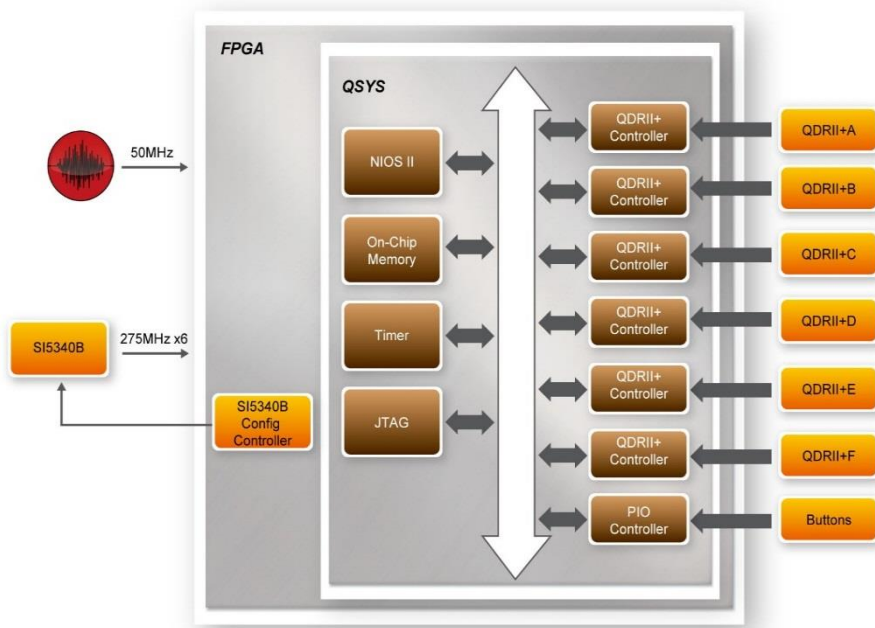 FPGA
QSYS
50MHz
NIOS II
On-Chip
Memory
Timer
JTAG
275MHz x6
SI5340B
SI5340B
Config
Controller
QDRII+
Controller
QDRII+A
QDRII+
Controller
QDRII+B
QDRII+
Controller
QDRII+C
QDRII+
Controller
QDRII+D
QDRII+
Controller
QDRII+E
QDRII+
Controller
QDRII+F
PIO
Controller
Buttons